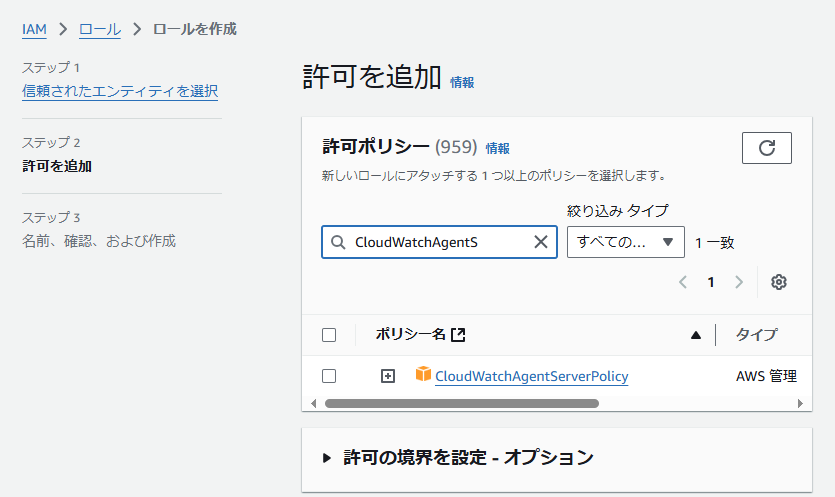 IAM > ロール > ロールを作成
ステップ 1
信頼されたエンティティを選択
ステップ 2
許可を追加
ステップ 3
名前、確認、および作成
許可を追加 情報
許可ポリシー (959) 情報
新しいロールにアタッチする 1 つ以上のポリシーを選択します。
絞り込み タイプ
CloudWatchAgentS
すべての...
1 一致
1
ポリシー名
タイプ
CloudWatchAgentServerPolicy
AWS 管理
許可の境界を設定 - オプション